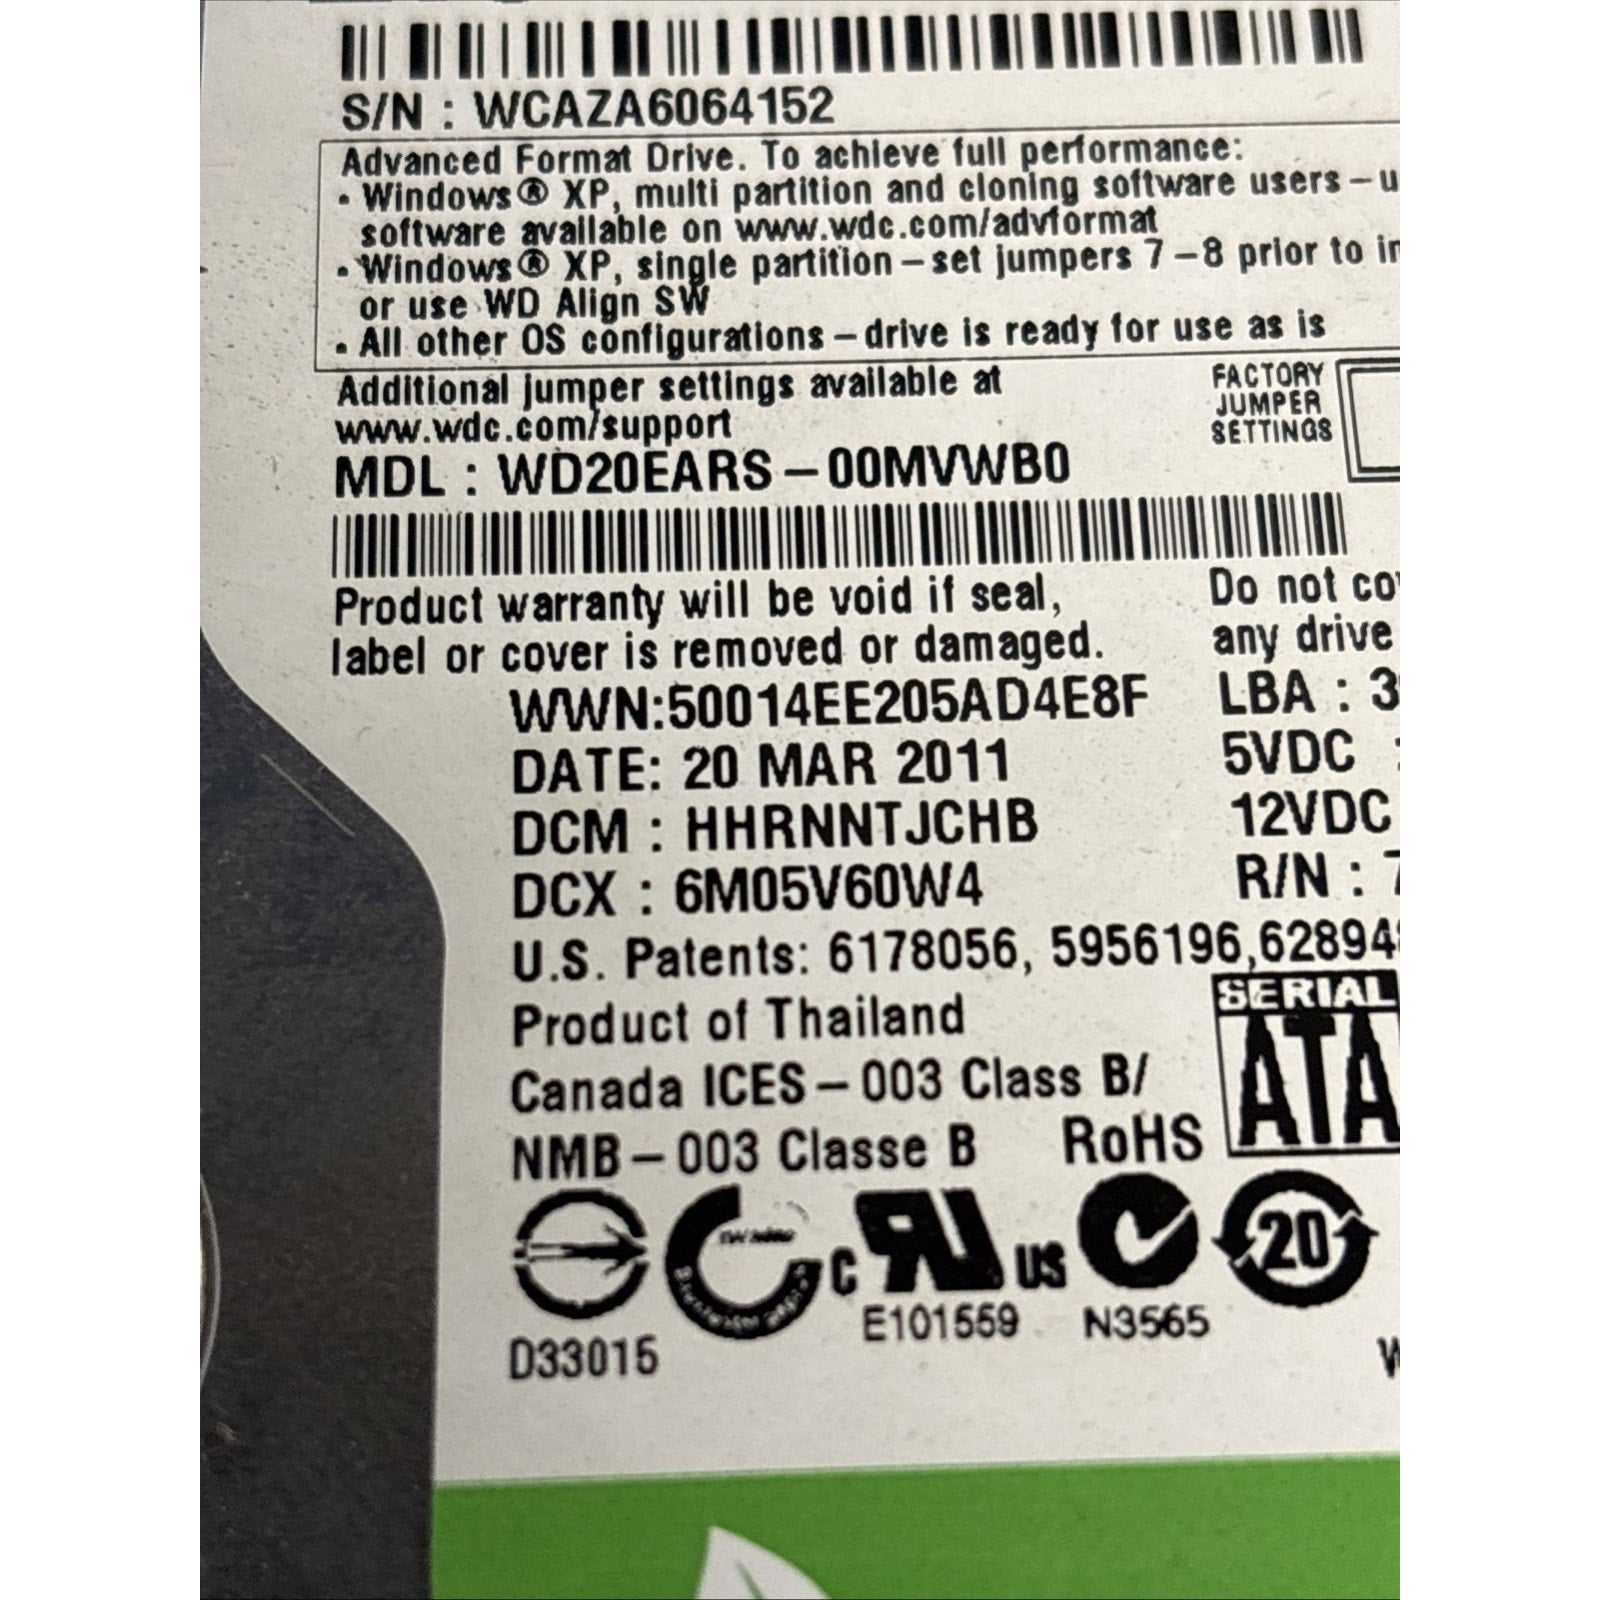 S/N : WCAZA6064152
Advanced Format Drive. To achieve full performance:
• Windows® XP, multi partition and cloning software users – u
software available on www.wdc.com/advformat
• Windows® XP, single partition – set jumpers 7 – 8 prior to in
or use WD Align SW
• All other OS configurations – drive is ready for use as is
Additional jumper settings available at
www.wdc.com/support
FACTORY
JUMPER
SETTINGS
MDL : WD20EARS – 00MVWB0
Product warranty will be void if seal,
label or cover is removed or damaged.
Do not co
any drive
WWN:50014EE205AD4E8F
LBA : 3
DATE: 20 MAR 2011
5VDC :
DCM : HHRNNTJCHB
12VDC
DCX : 6M05V60W4
R/N : 7
U.S. Patents: 6178056, 5956196,62894
Product of Thailand
SERIAL
ATA
Canada ICES – 003 Class B/
NMB – 003 Classe B
RoHS
C
US
20
E101559
N3565
D33015
W